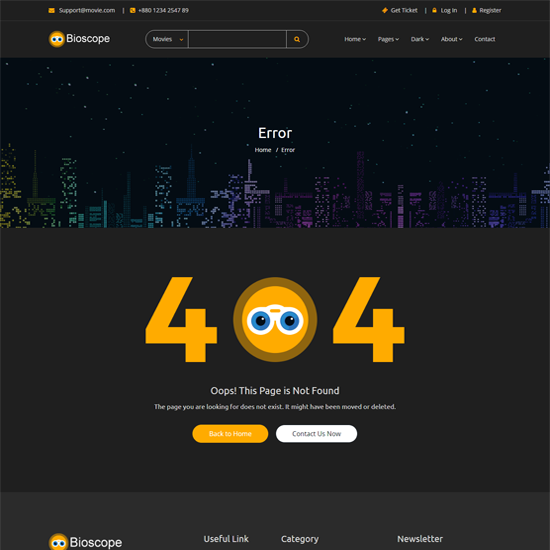 Support@movie.com | +880 1234 2547 89 Get Ticket | Log In | Register
Bioscope Movies Home Pages Dark About Contact
Error
Home / Error
4 4
Oops! This Page is Not Found
The page you are looking for does not exist. It might have been moved or deleted.
Back to Home Contact Us Now
Bioscope Useful Link Category Newsletter